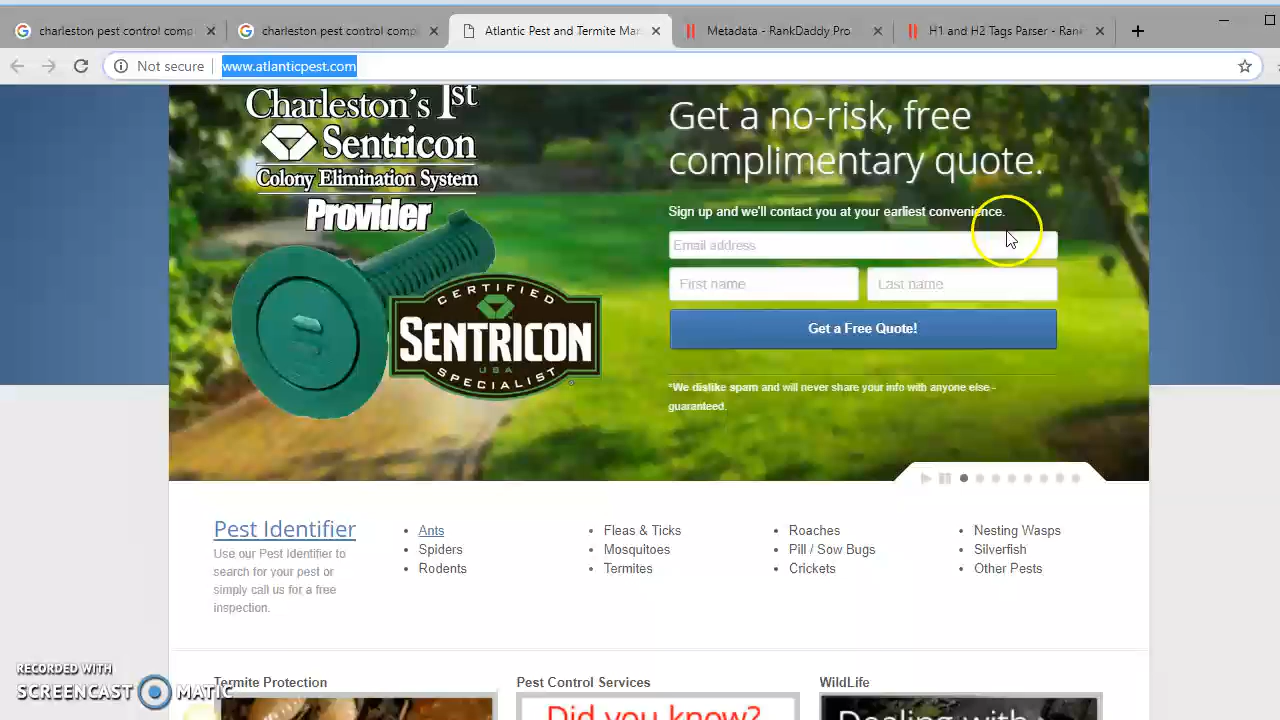 charleston pest control comp
charleston pest control comp
Atlantic Pest and Termite Man
Metadata - RankDaddy Pro
H1 and H2 Tags Parser - Rank
Not secure
www.atlanticpest.com
Charleston's 1st
Sentricon
Colony Elimination System
Provider
CERTIFIED
SENTRICON
USA
SPECIALIST
Get a no-risk, free
complimentary quote.
Sign up and we'll contact you at your earliest convenience.
Email address
First name
Last name
Get a Free Quote!
*We dislike spam and will never share your info with anyone else -
guaranteed.
Pest Identifier
Use our Pest Identifier to
search for your pest or
simply call us for a free
inspection.
• Ants
• Spiders
• Rodents
• Fleas & Ticks
• Mosquitoes
• Termites
• Roaches
• Pill / Sow Bugs
• Crickets
• Nesting Wasps
• Silverfish
• Other Pests
Termite Protection
Pest Control Services
WildLife
Did you know?
Dealing with
RECORDED WITH
SCREENCAST MATIC